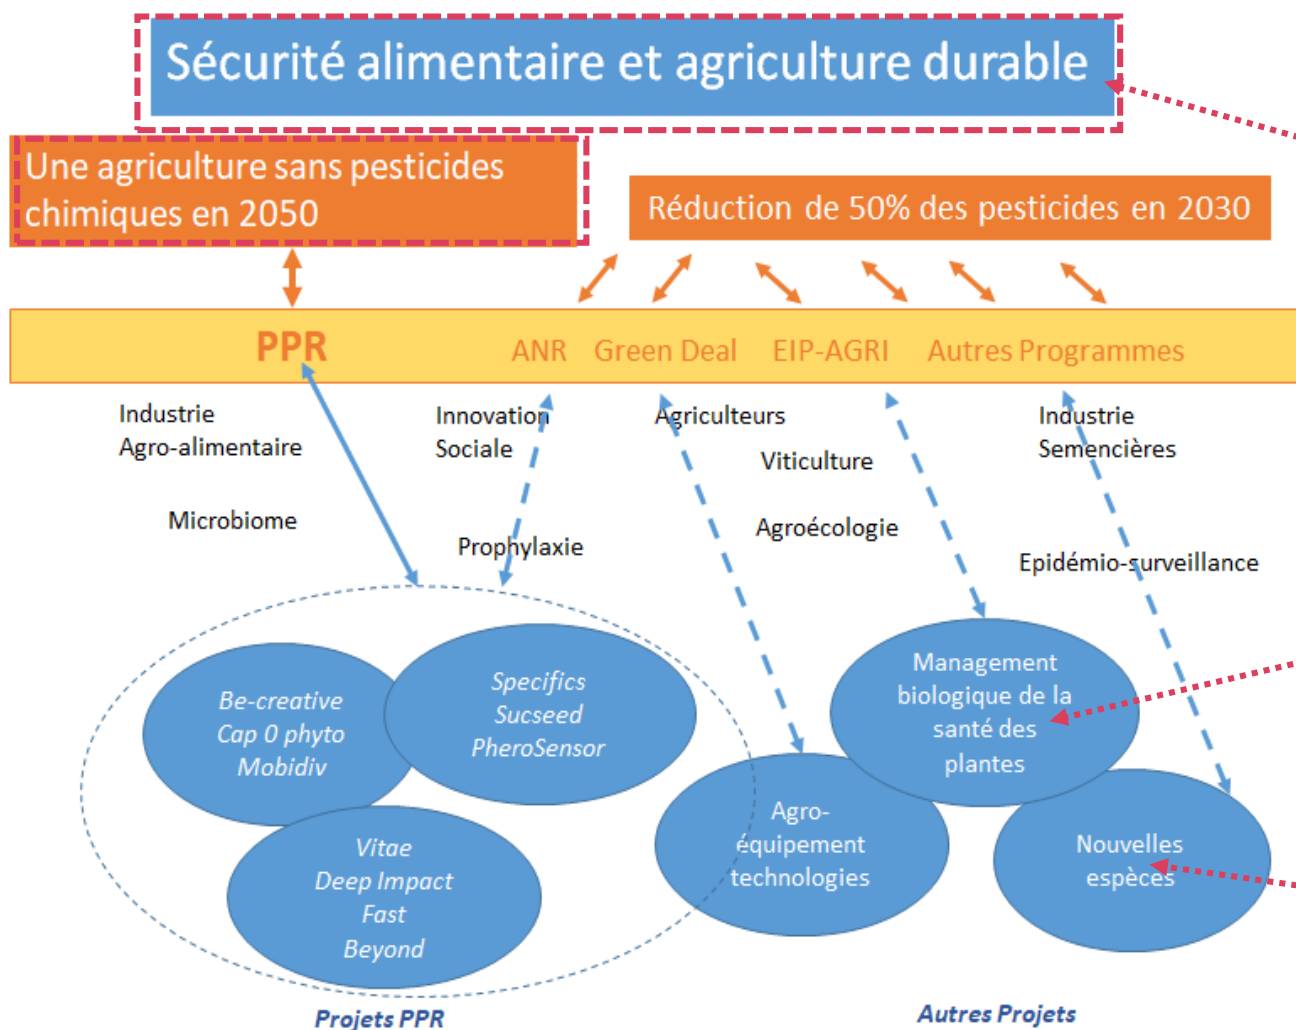 Sécurité alimentaire et agriculture durable
Une agriculture sans pesticides
chimiques en 2050
Réduction de 50% des pesticides en 2030
PPR
ANR
Green Deal
EIP-AGRI
Autres Programmes
Industrie
Agro-alimentaire
Innovation
Sociale
Agriculteurs
Industrie
Semencières
Viticulture
Microbiome
Agroécologie
Prophylaxie
Epidémio-surveillance
Be-creative
Cap 0 phyto
Mobidiv
Specifics
Sucseed
PheroSensor
Vitae
Deep Impact
Fast
Beyond
Management
biologique de la
santé des
plantes
Agro-
équipement
technologies
Nouvelles
espèces
Projets PPR
Autres Projets